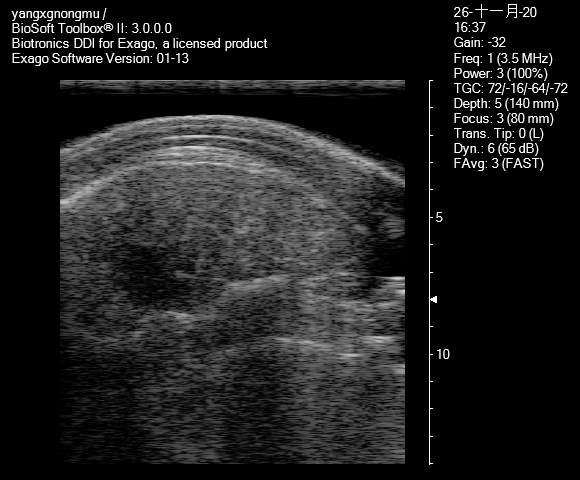 yangxgnongmu /
BioSoft Toolbox® II: 3.0.0.0
Biotronics DDI for Exago, a licensed product
Exago Software Version: 01-13
26-十一月-20
16:37
Gain: -32
Freq: 1 (3.5 MHz)
Power: 3 (100%)
TGC: 72/-16/-64/-72
Depth: 5 (140 mm)
Focus: 3 (80 mm)
Trans. Tip: 0 (L)
Dyn.: 6 (65 dB)
FAvg: 3 (FAST)
5
10